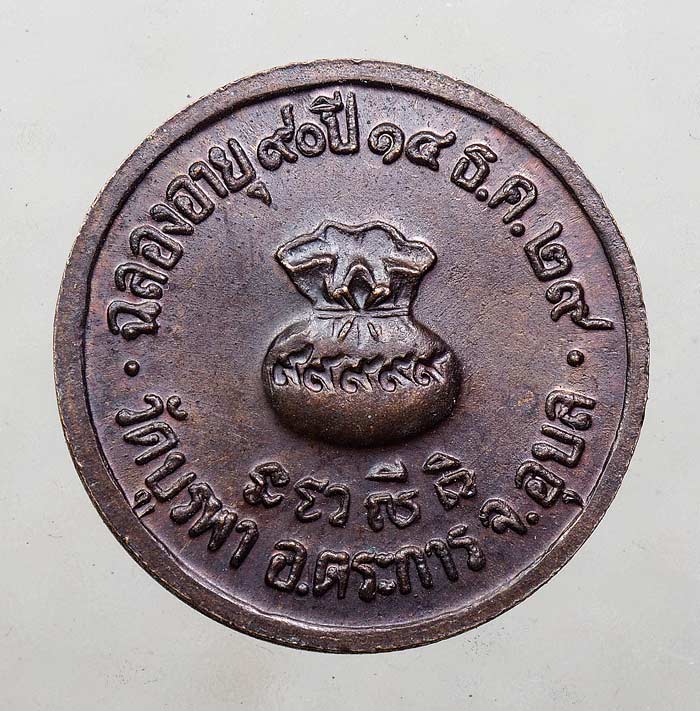 ฉลองอายุ ๙๐ ปี ๑๔ ธ.ค. ๒๙
๙๙๙๙๙
วัดบูรพา อ.ตระการ จ.อุบล